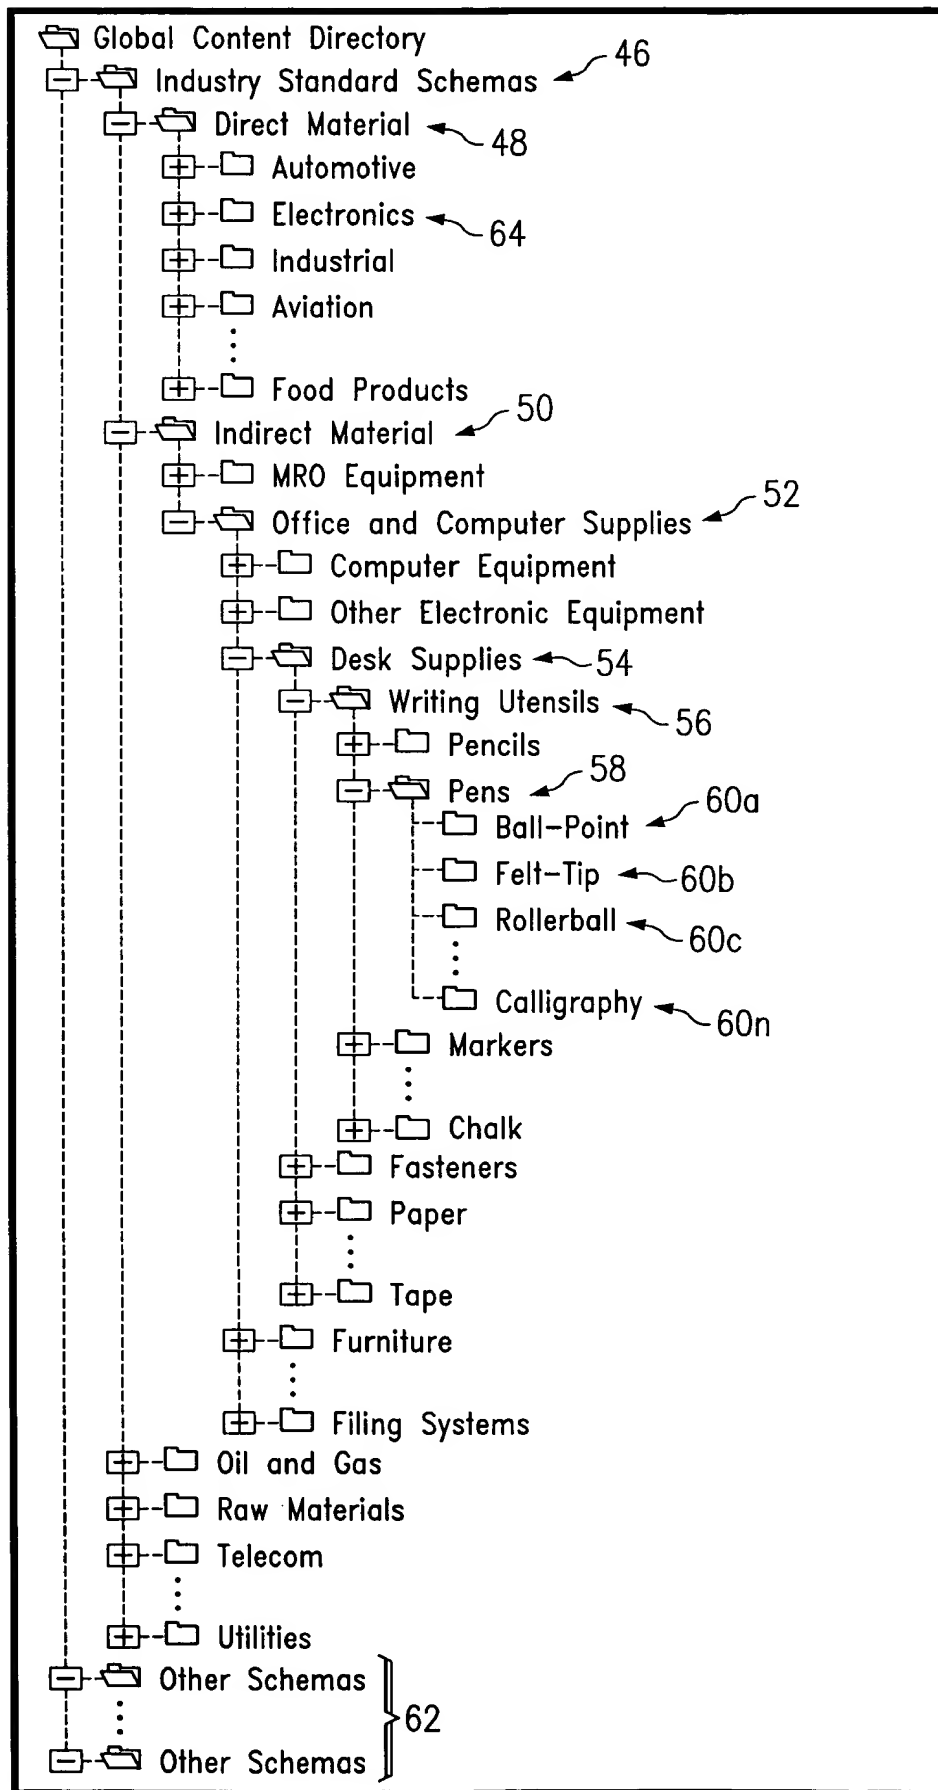 Global Content Directory
Industry Standard Schemas 46
Direct Material 48
Automotive
Electronics 64
Industrial
Aviation
Food Products
Indirect Material 50
MRO Equipment
Office and Computer Supplies 52
Computer Equipment
Other Electronic Equipment
Desk Supplies 54
Writing Utensils 56
Pencils
Pens 58
Ball-Point 60a
Felt-Tip 60b
Rollerball 60c
Calligraphy 60n
Markers
Chalk
Fasteners
Paper
Tape
Furniture
Filing Systems
Oil and Gas
Raw Materials
Telecom
Utilities
Other Schemas
62
Other Schemas